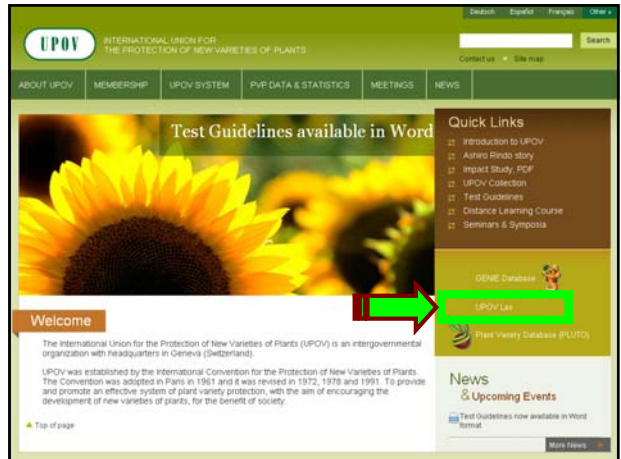 Deutsch Español Français Other
UPOV
INTERNATIONAL UNION FOR
THE PROTECTION OF NEW VARIETIES OF PLANTS
Search
Contact us Site map
ABOUT UPOV MEMBERSHIP UPOV SYSTEM PVP DATA & STATISTICS MEETINGS NEWS
Test Guidelines available in Word
Quick Links
Introduction to UPOV
Ashiro Rindo story
Impact Study, PDF
UPOV Collection
Test Guidelines
Distance Learning Course
Seminars & Symposia
GENIE Database
UPOV Lex
Plant Variety Database (PLUTO)
Welcome
The International Union for the Protection of New Varieties of Plants (UPOV) is an intergovernmental
organization with headquarters in Geneva (Switzerland).
UPOV was established by the International Convention for the Protection of New Varieties of Plants.
The Convention was adopted in Paris in 1961 and it was revised in 1972, 1978 and 1991. To provide
and promote an effective system of plant variety protection, with the aim of encouraging the
development of new varieties of plants, for the benefit of society.
Top of page
News
& Upcoming Events
Test Guidelines now available in Word
format
More News